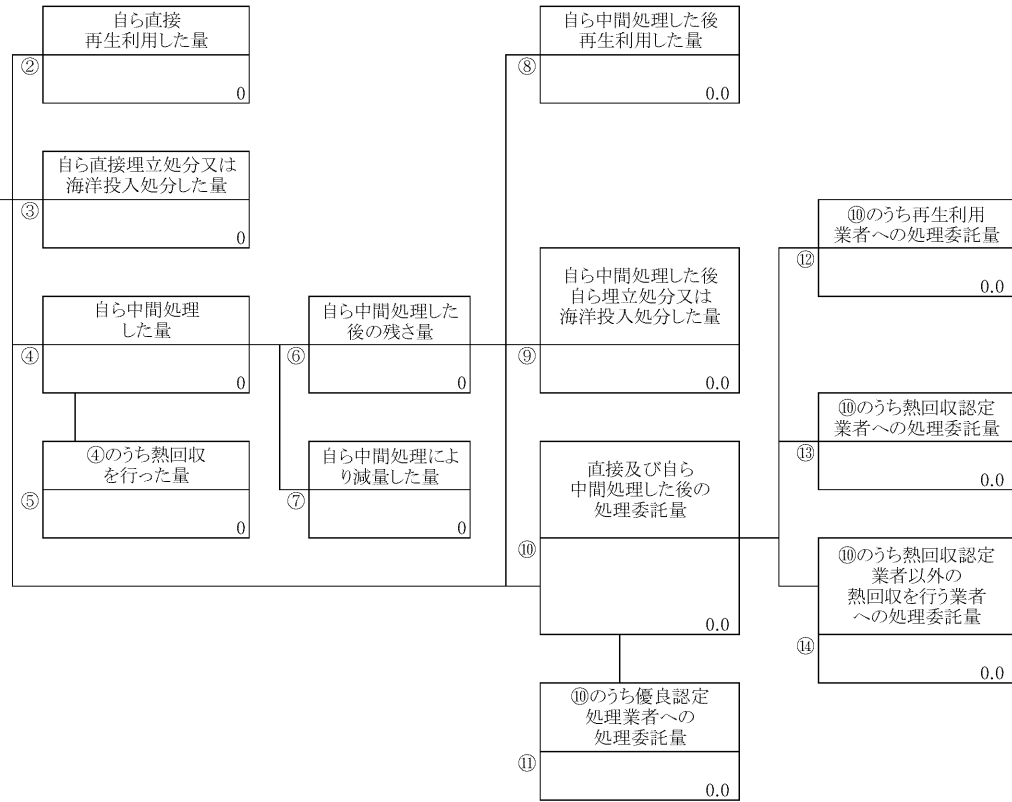 自ら直接
再生利用した量
②
0
自ら直接埋立処分又は
海洋投入処分した量
③
0
自ら中間処理
した量
④
0
④のうち熱回収
を行った量
⑤
0
自ら中間処理した
後の残さ量
⑥
0
自ら中間処理によ
り減量した量
⑦
0
自ら中間処理した後
再生利用した量
⑧
0.0
自ら中間処理した後
自ら埋立処分又は
海洋投入処分した量
⑨
0.0
直接及び自ら
中間処理した後の
処理委託量
⑩
0.0
⑩のうち優良認定
処理業者への
処理委託量
⑪
0.0
⑩のうち再生利用
業者への処理委託量
⑫
0.0
⑩のうち熱回収認定
業者への処理委託量
⑬
0.0
⑩のうち熱回収認定
業者以外の
熱回収を行う業者
への処理委託量
⑭
0.0